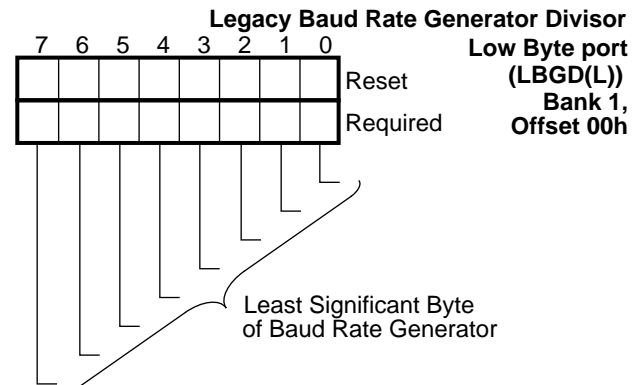 Legacy Baud Rate Generator Divisor
7 6 5 4 3 2 1 0
Low Byte port
(LBGD(L))
Bank 1,
Offset 00h
Reset
Required
Least Significant Byte
of Baud Rate Generator